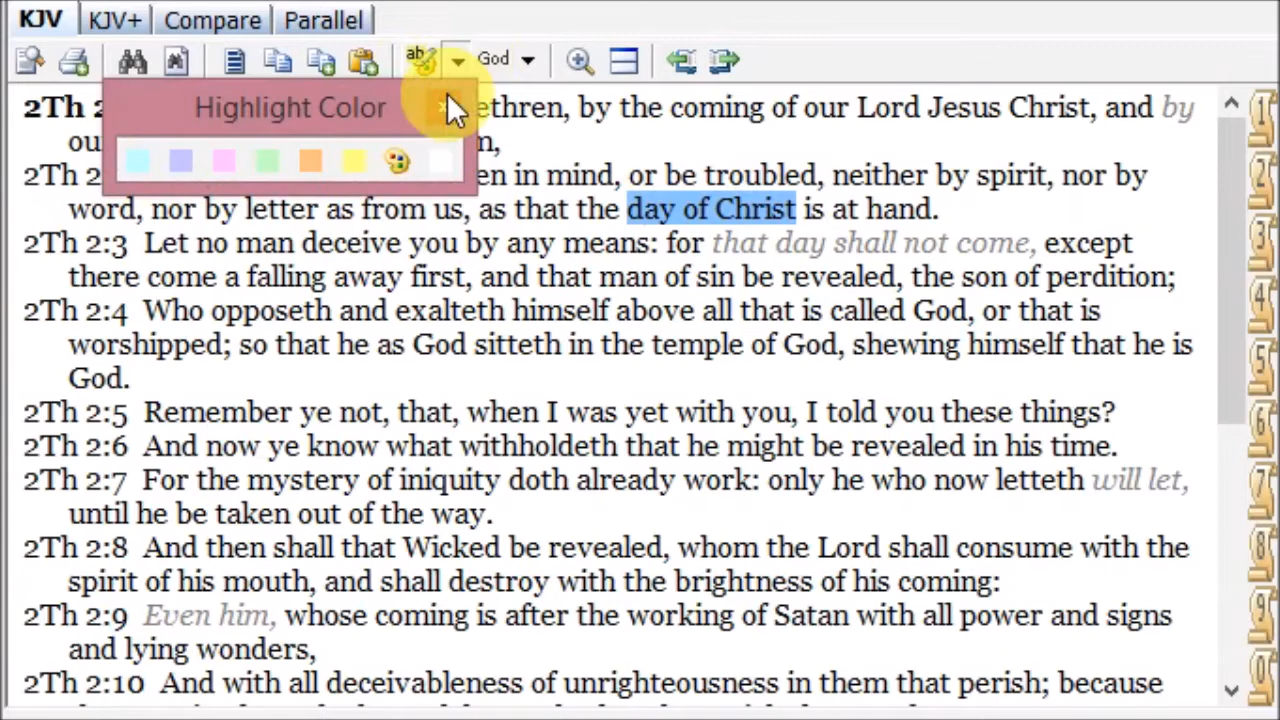 KJV KJV+ Compare Parallel
ab God
Highlight Color
2Th 2 ethren, by the coming of our Lord Jesus Christ, and by
ou m,
2Th 2 en in mind, or be troubled, neither by spirit, nor by
word, nor by letter as from us, as that the day of Christ is at hand.
2Th 2:3 Let no man deceive you by any means: for that day shall not come, except
there come a falling away first, and that man of sin be revealed, the son of perdition;
2Th 2:4 Who opposeth and exalteth himself above all that is called God, or that is
worshipped; so that he as God sitteth in the temple of God, shewing himself that he is
God.
2Th 2:5 Remember ye not, that, when I was yet with you, I told you these things?
2Th 2:6 And now ye know what withholdeth that he might be revealed in his time.
2Th 2:7 For the mystery of iniquity doth already work: only he who now letteth will let,
until he be taken out of the way.
2Th 2:8 And then shall that Wicked be revealed, whom the Lord shall consume with the
spirit of his mouth, and shall destroy with the brightness of his coming:
2Th 2:9 Even him, whose coming is after the working of Satan with all power and signs
and lying wonders,
2Th 2:10 And with all deceivableness of unrighteousness in them that perish; because
1
2
3
4
5
6
7
8
9
0